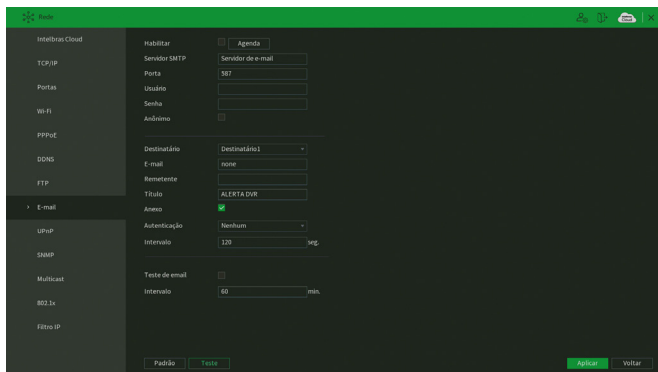 Rede
Cloud
Intelbras Cloud
TCP/IP
Portas
Wi-Fi
PPPoE
DDNS
FTP
E-mail
UPnP
SNMP
Multicast
802.1x
Filtro IP
Habilitar Agenda
Servidor SMTP Servidor de e-mail
Porta 587
Usuário
Senha
Anônimo
Destinatário Destinatário1
E-mail none
Remetente
Título ALERTA DVR
Anexo
Autenticação Nenhum
Intervalo 120 seg.
Teste de email
Intervalo 60 min.
Padrão Teste Aplicar Voltar